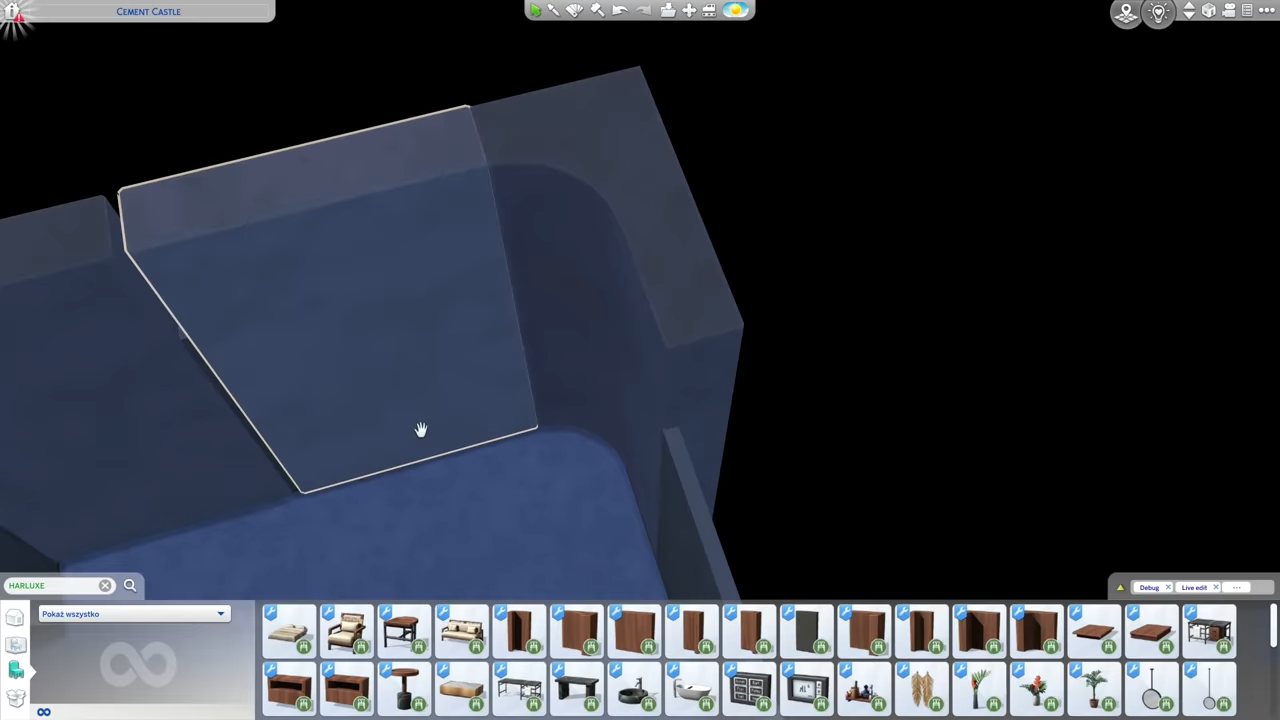 CEMENT CASTLE
HARLUXE
Debug
Live edit
...
Pokaż wszystko